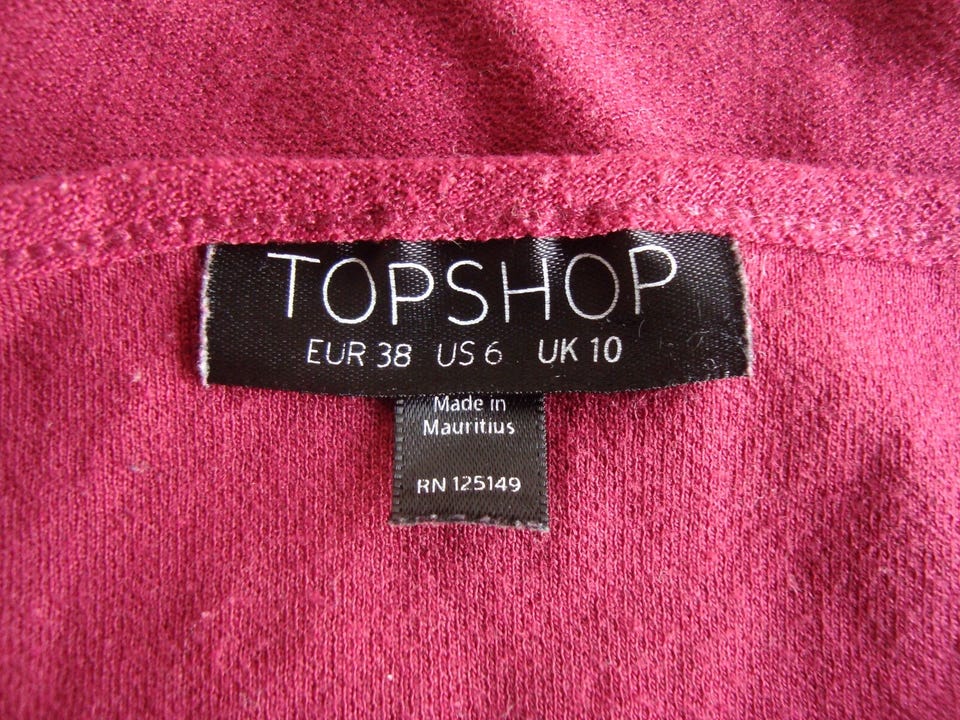 TOPSHOP
EUR 38 US 6 UK 10
Made in
Mauritius
RN 125149